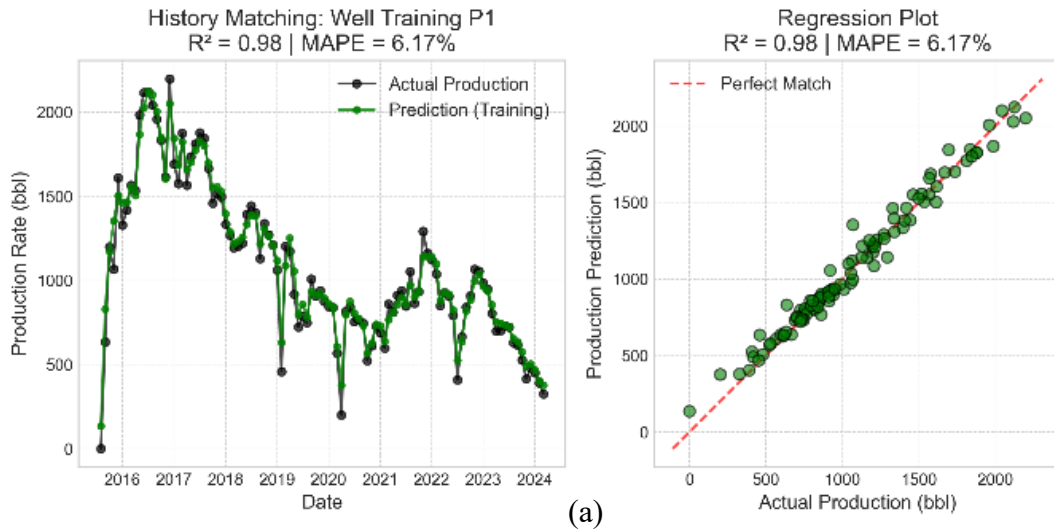 History Matching: Well Training P1
R² = 0.98 | MAPE = 6.17%
Actual Production
Prediction (Training)
Production Rate (bbl)
2000
1500
1000
500
0
2016 2017 2018 2019 2020 2021 2022 2023 2024
Date
(a)
Regression Plot
R² = 0.98 | MAPE = 6.17%
Perfect Match
Production Prediction (bbl)
2000
1500
1000
500
0
0 500 1000 1500 2000
Actual Production (bbl)